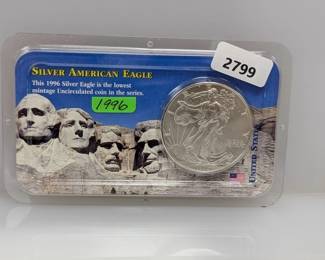 2799
SILVER AMERICAN EAGLE
This 1996 Silver Eagle is the lowest
mintage Uncirculated coin in the series.
1996
United States